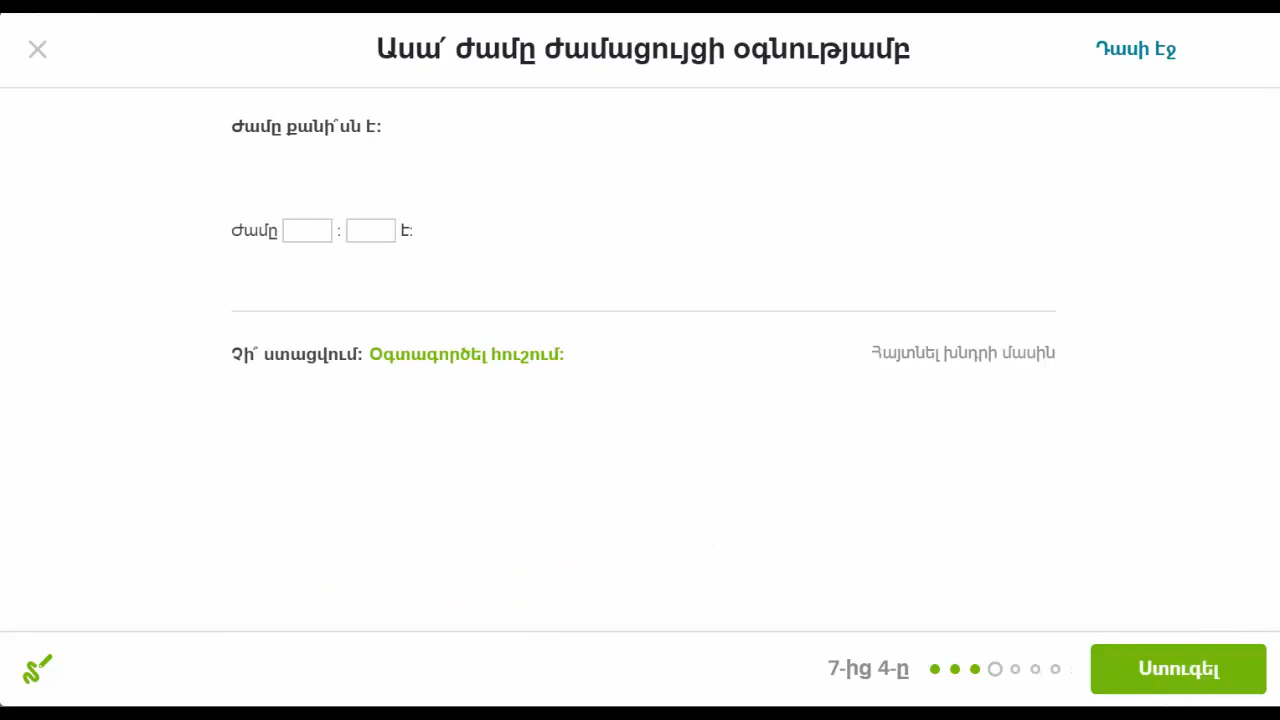 Ասա՛ ժամը ժամացույցի օգնությամբ
Դասի էջ
Ժամը քանի՞սն է:
Ժամը : է:
Չի՞ ստացվում: Օգտագործել հուշում:
Հայտնել խնդրի մասին
7-ից 4-ը
Ստուգել